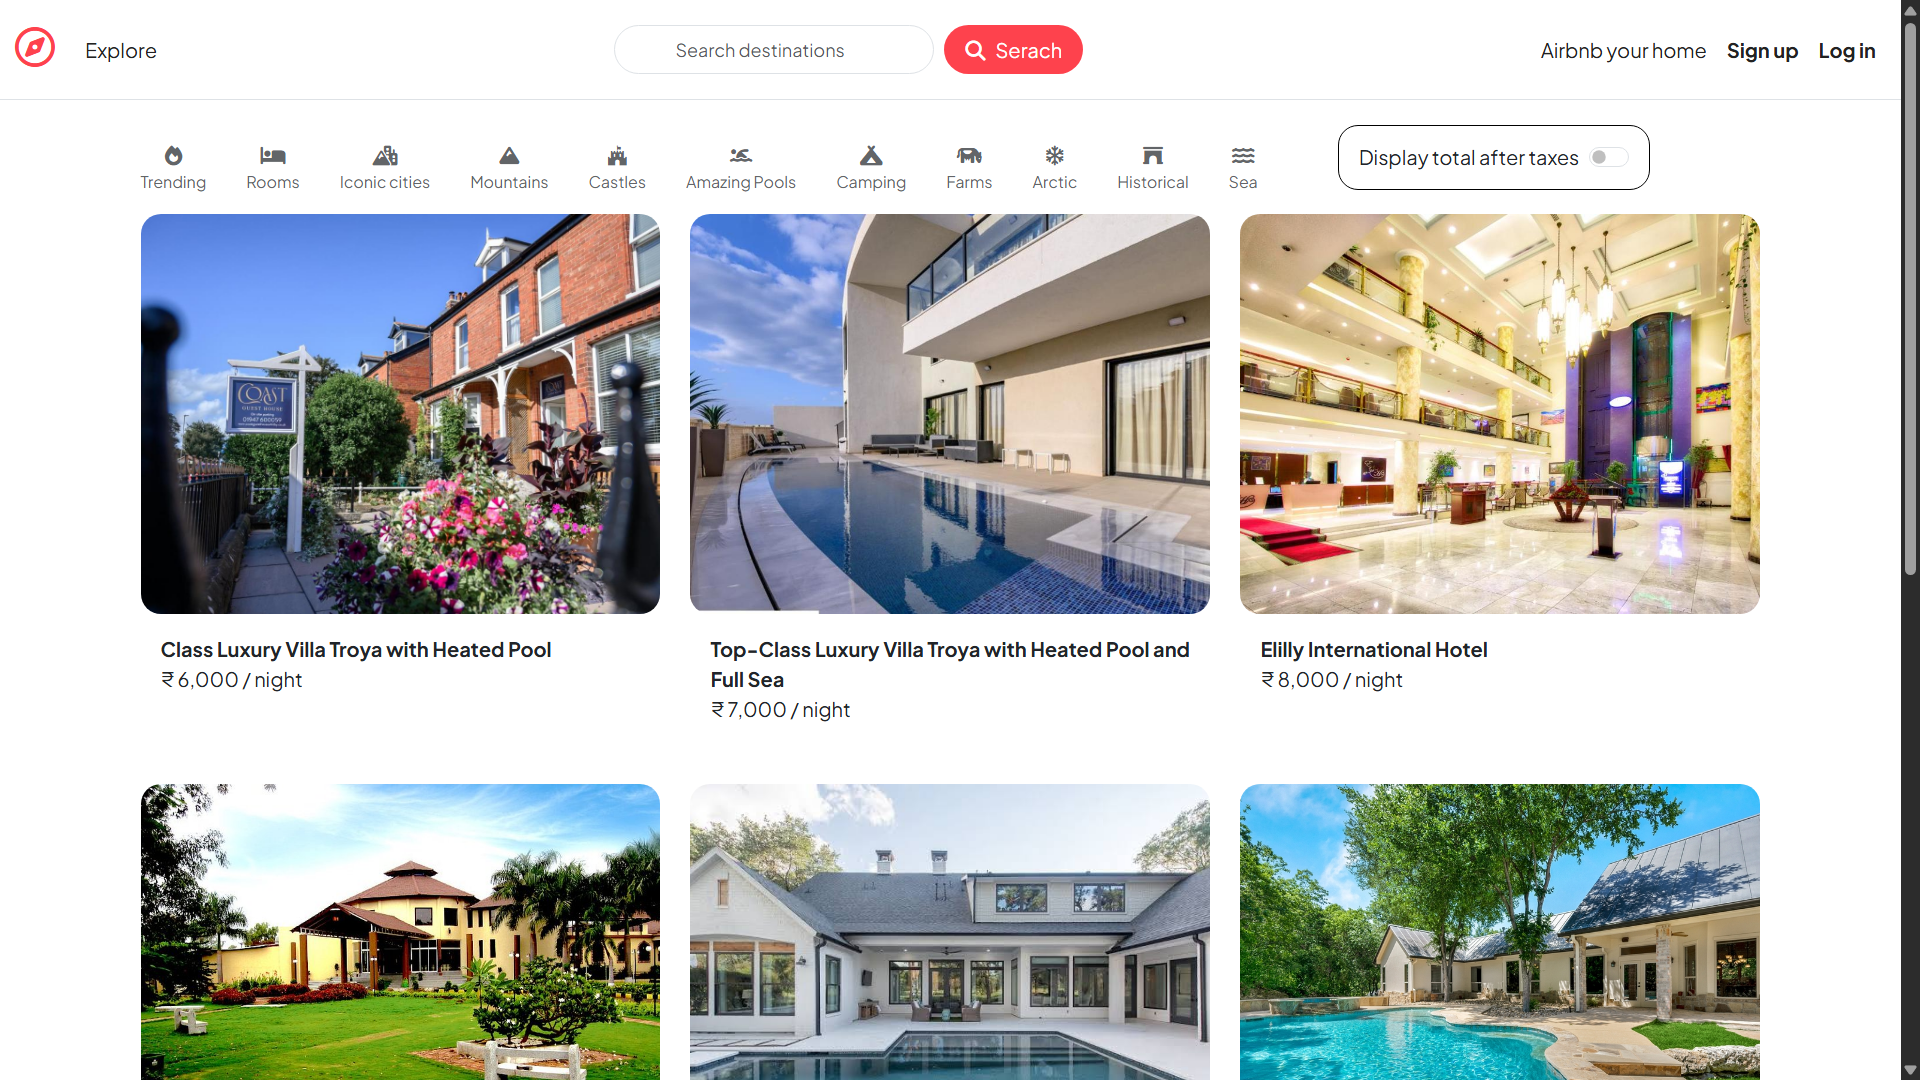 Explore
Search destinations
Serach
Airbnb your home
Sign up
Log in
Trending
Rooms
Iconic cities
Mountains
Castles
Amazing Pools
Camping
Farms
Arctic
Historical
Sea
Display total after taxes
COAST
GUEST HOUSE
Class Luxury Villa Troya with Heated Pool
₹ 6,000 / night
Top-Class Luxury Villa Troya with Heated Pool and
Full Sea
₹ 7,000 / night
Elilly International Hotel
₹ 8,000 / night